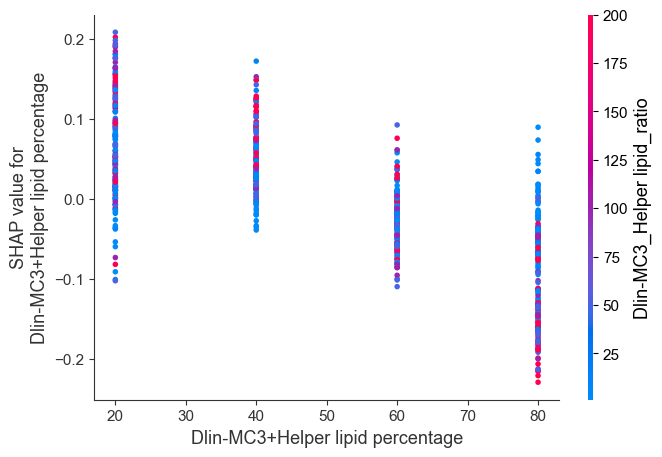 SHAP value for
Dlin-MC3+Helper lipid percentage
0.2
0.1
0.0
−0.1
−0.2
20 30 40 50 60 70 80
Dlin-MC3+Helper lipid percentage
200
175
150
125
100
75
50
25
Dlin-MC3_Helper lipid_ratio